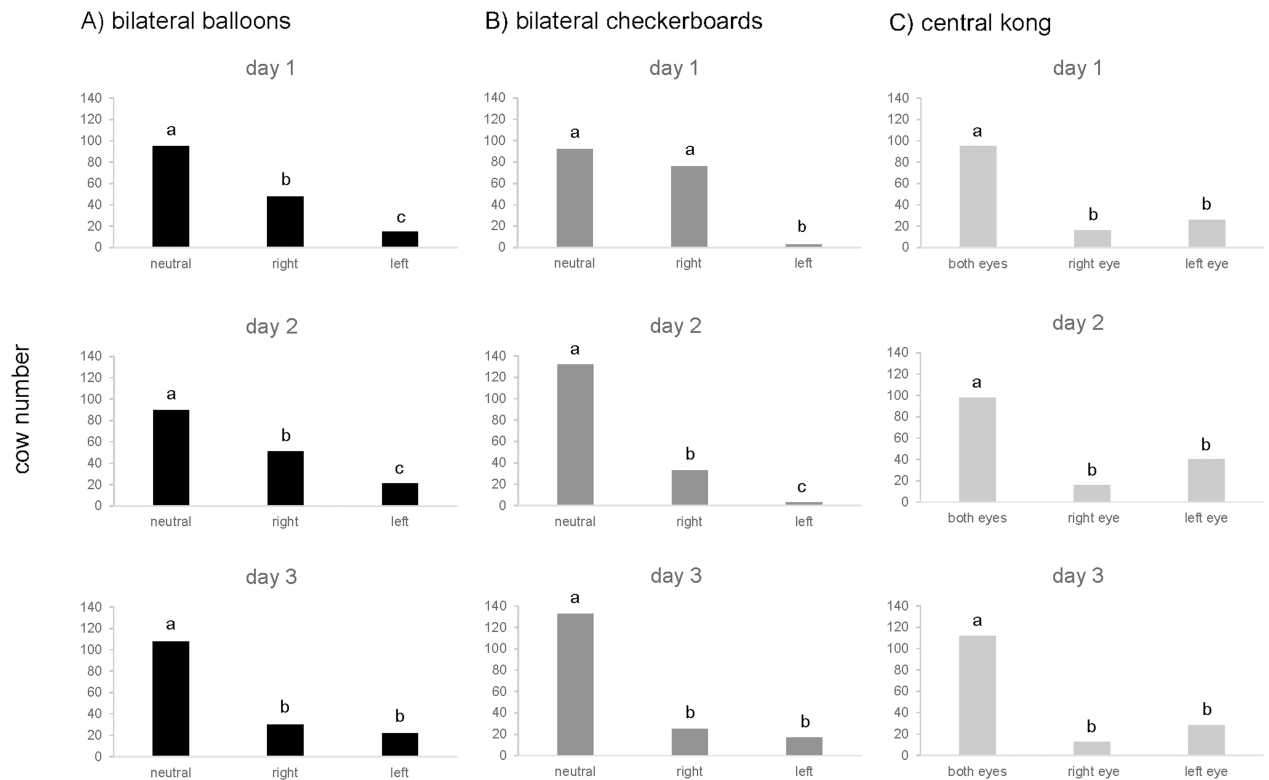 A) bilateral balloons
day 1
140
120
100
80
60
40
20
0
a
b
c
neutral right left
day 2
140
120
100
80
60
40
20
0
a
b
c
neutral right left
day 3
140
120
100
80
60
40
20
0
a
b
b
neutral right left
B) bilateral checkerboards
day 1
140
120
100
80
60
40
20
0
a
a
b
neutral right left
day 2
140
120
100
80
60
40
20
0
a
b
c
neutral right left
day 3
140
120
100
80
60
40
20
0
a
b
b
neutral right left
C) central kong
day 1
140
120
100
80
60
40
20
0
a
b
b
both eyes right eye left eye
day 2
140
120
100
80
60
40
20
0
a
b
b
both eyes right eye left eye
day 3
140
120
100
80
60
40
20
0
a
b
b
both eyes right eye left eye
cow number